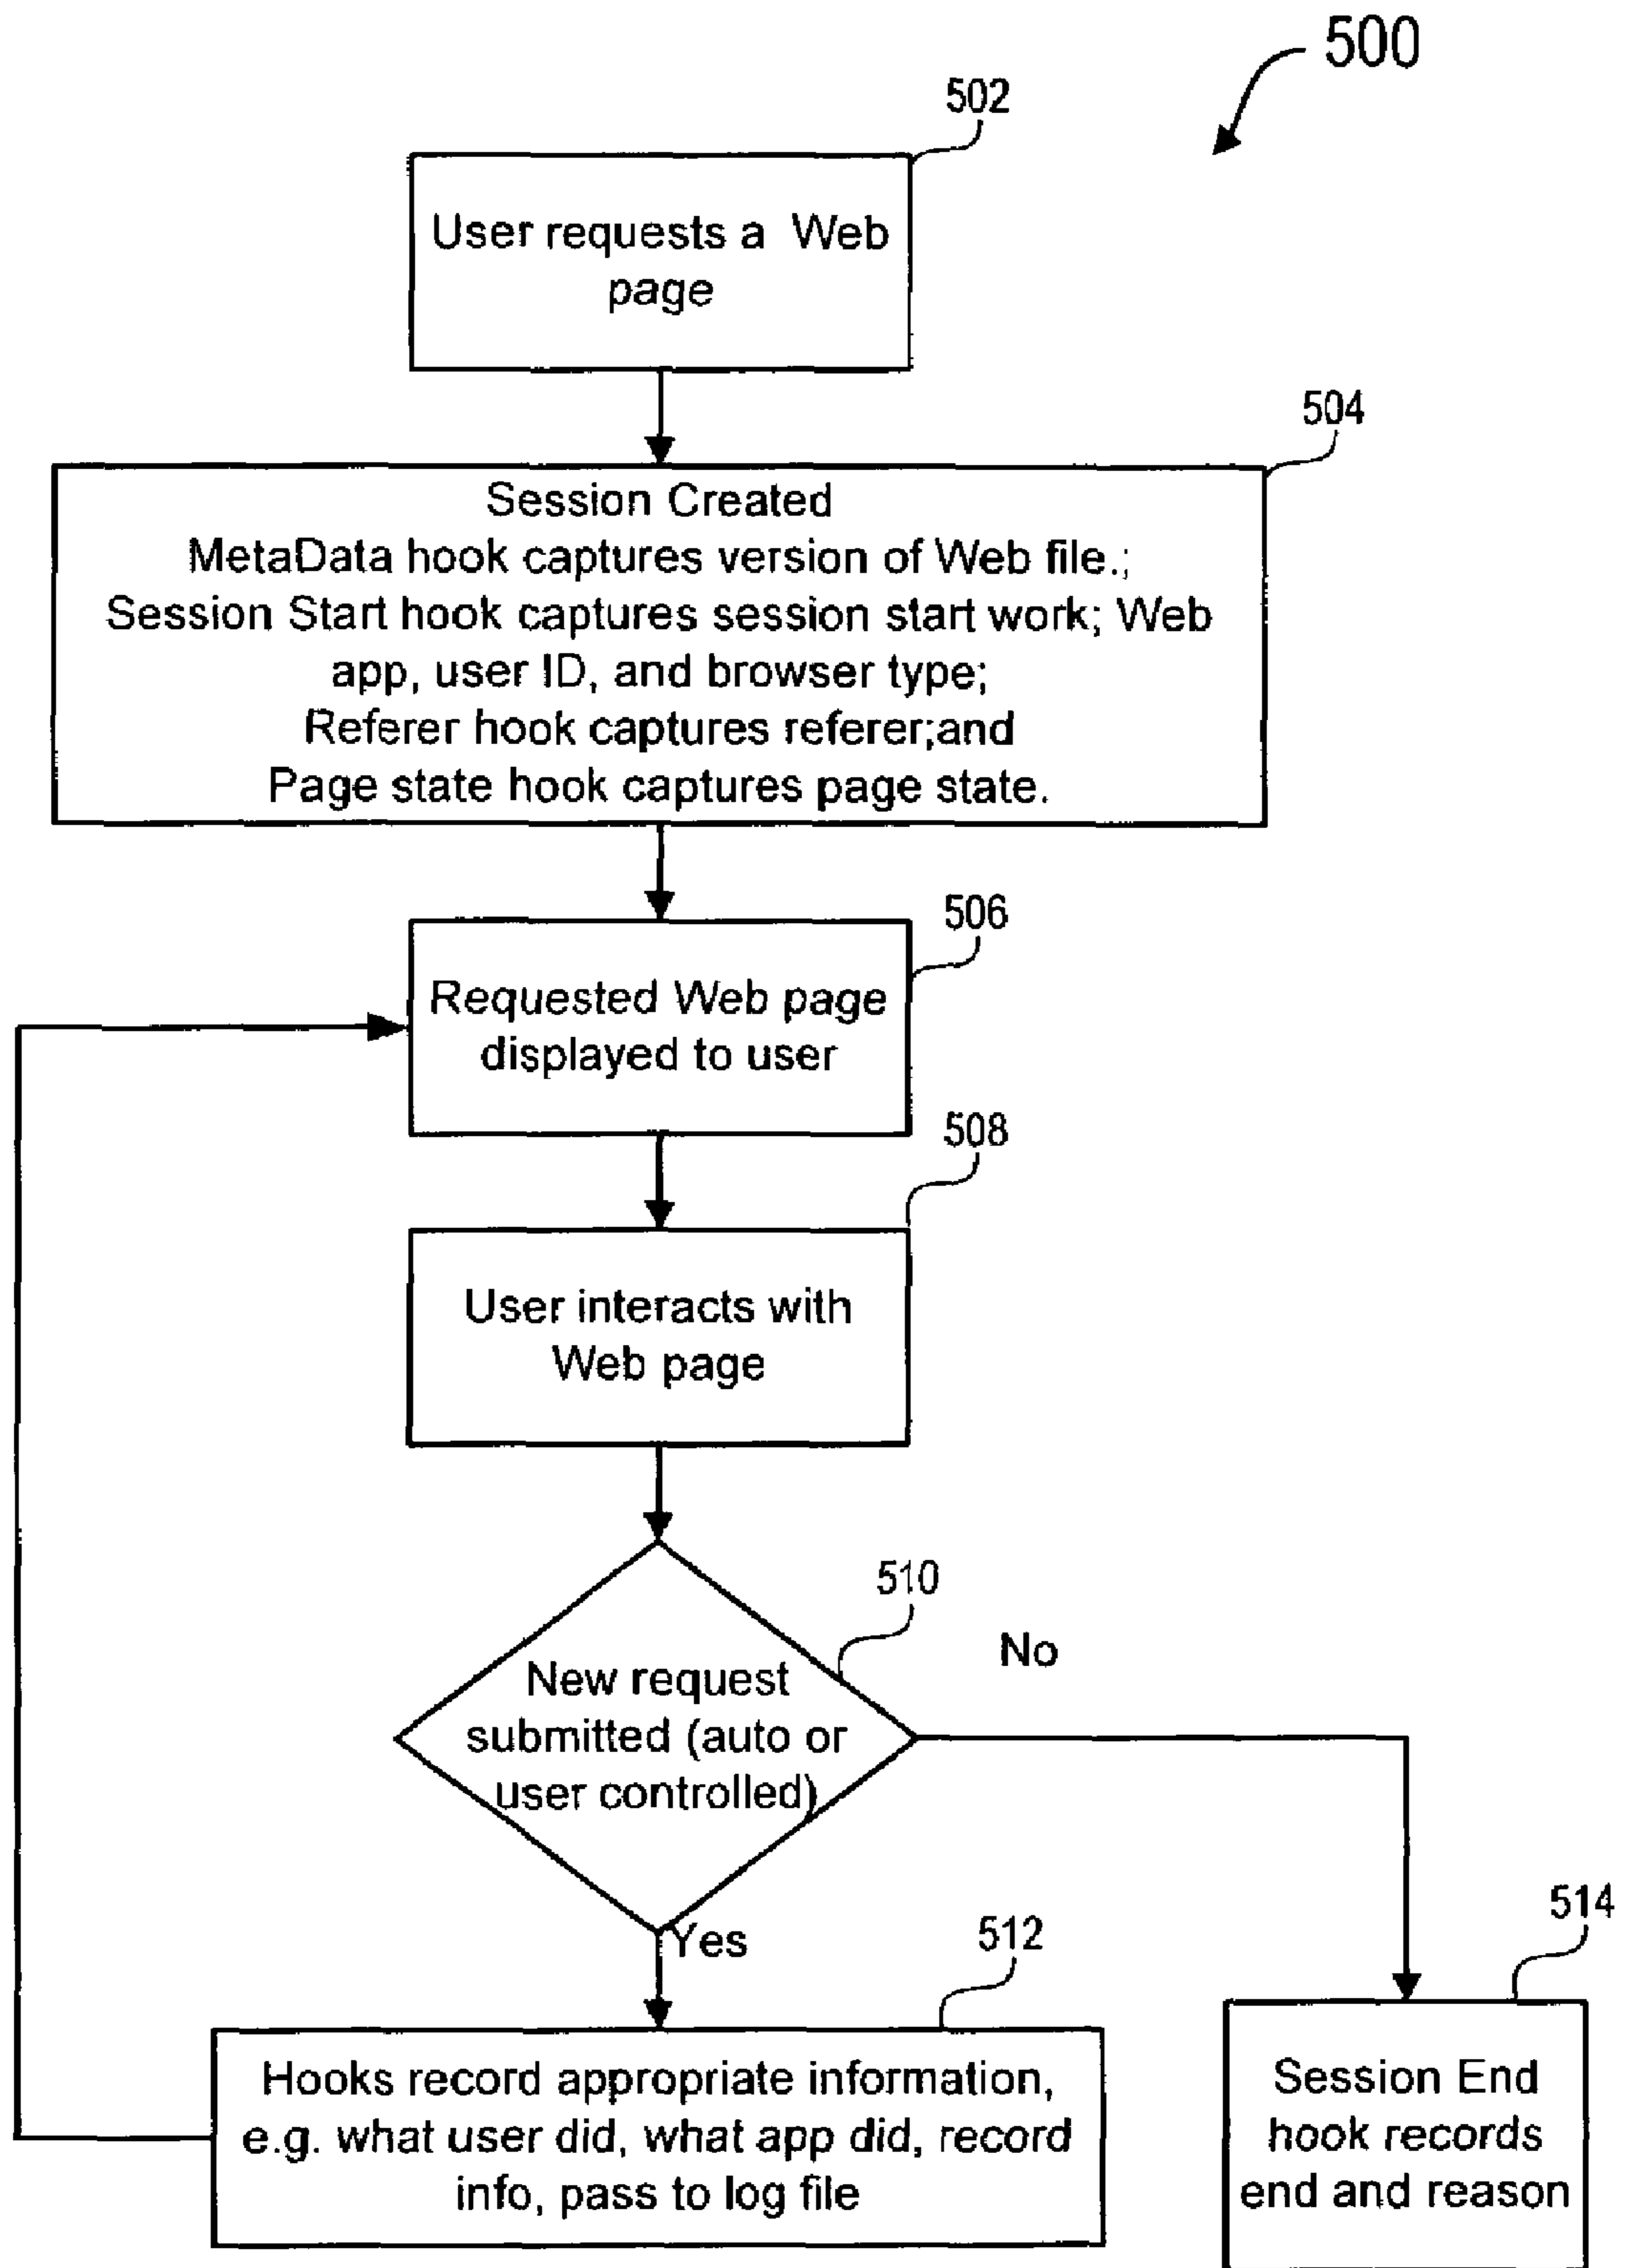 500
502
User requests a Web
page
504
Session Created
MetaData hook captures version of Web file.;
Session Start hook captures session start work; Web
app, user ID, and browser type;
Referer hook captures referer;and
Page state hook captures page state.
506
Requested Web page
displayed to user
508
User interacts with
Web page
510
New request
submitted (auto or
user controlled)
No
Yes
512
Hooks record appropriate information,
e.g. what user did, what app did, record
info, pass to log file
514
Session End
hook records
end and reason